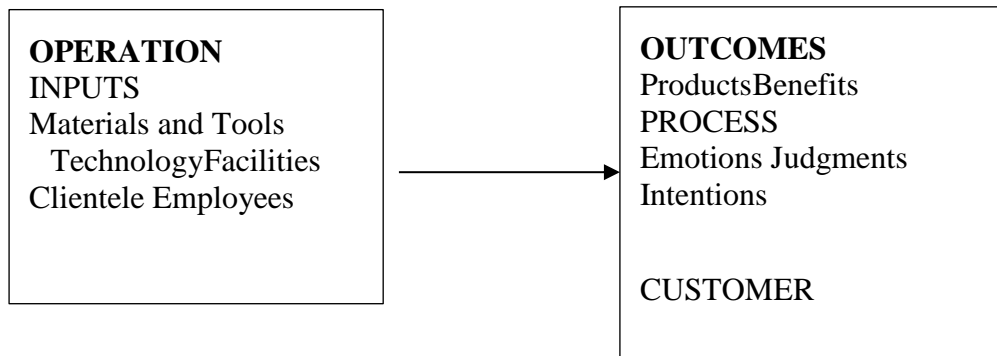 OPERATION
INPUTS
Materials and Tools
TechnologyFacilities
Clientele Employees
OUTCOMES
ProductsBenefits
PROCESS
Emotions Judgments
Intentions
CUSTOMER